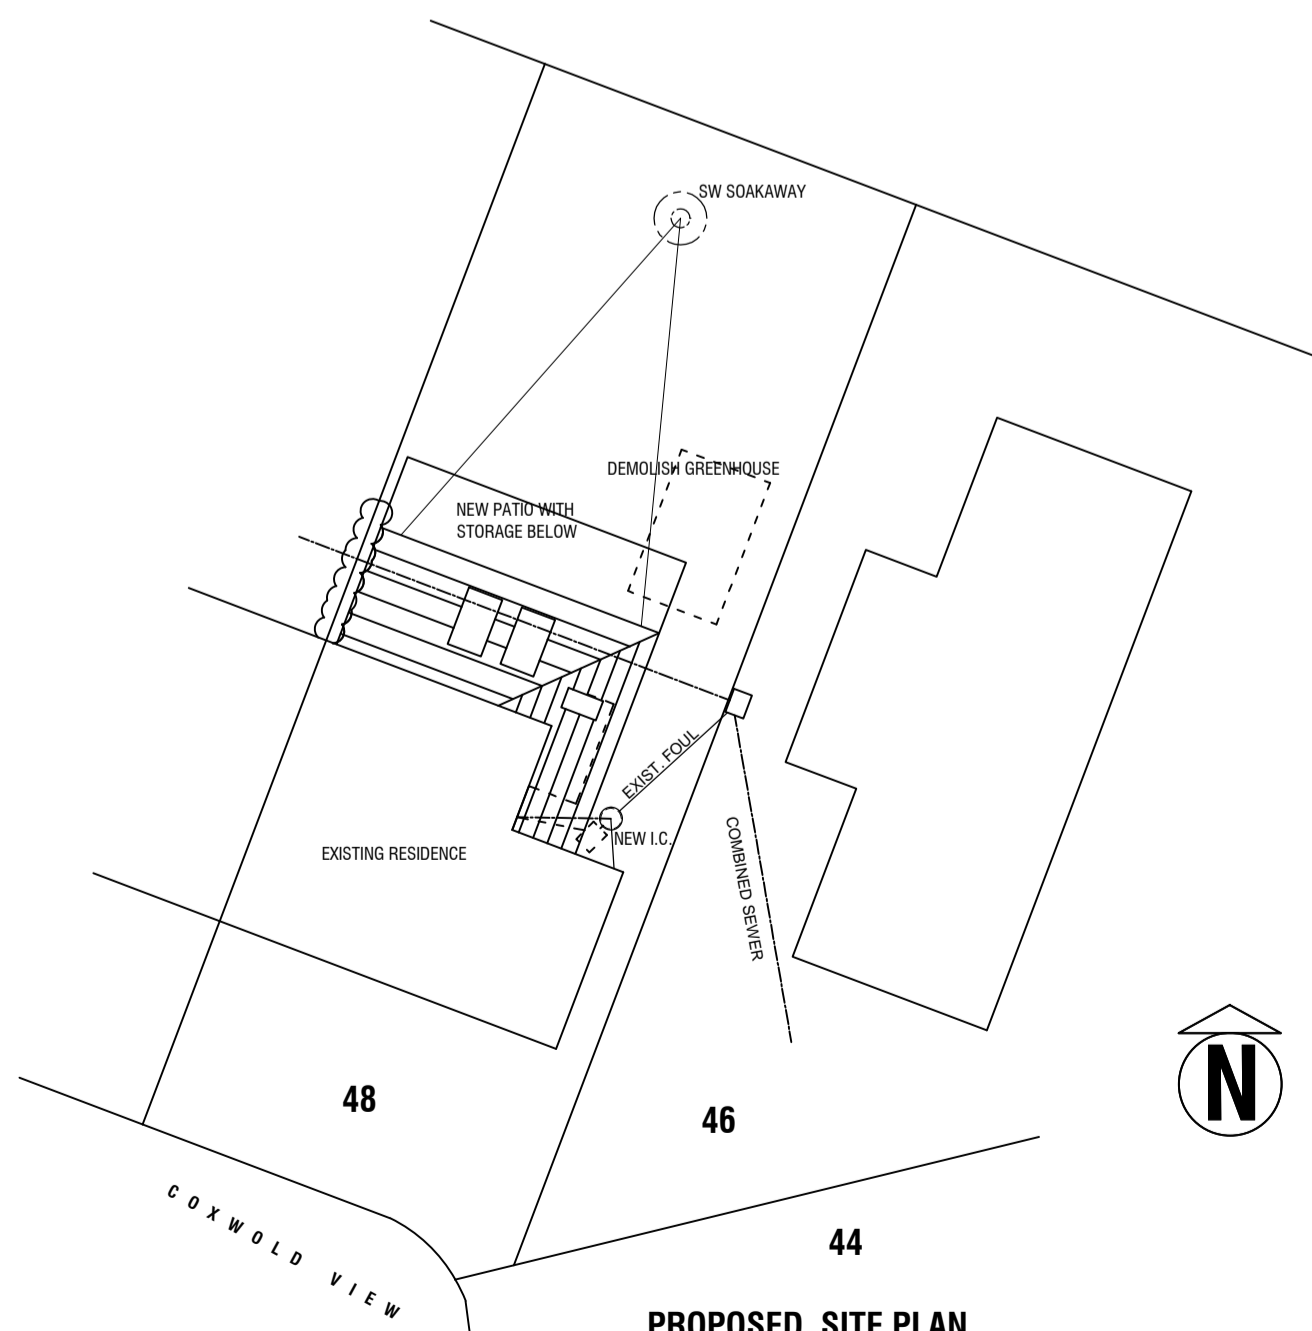 SW SOAKAWAY
DEMOLISH GREENHOUSE
NEW PATIO WITH
STORAGE BELOW
EXIST. FOUL
NEW I.C.
COMBINED SEWER
EXISTING RESIDENCE
48
46
N
COXWOLD VIEW
44
PROPOSED SITE PLAN